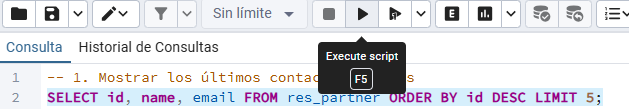 Sin límite
E
Consulta
Historial de Consultas
Execute script
F5
1
-- 1. Mostrar los últimos contac
s
2
SELECT id, name, email FROM res_partner ORDER BY id DESC LIMIT 5;